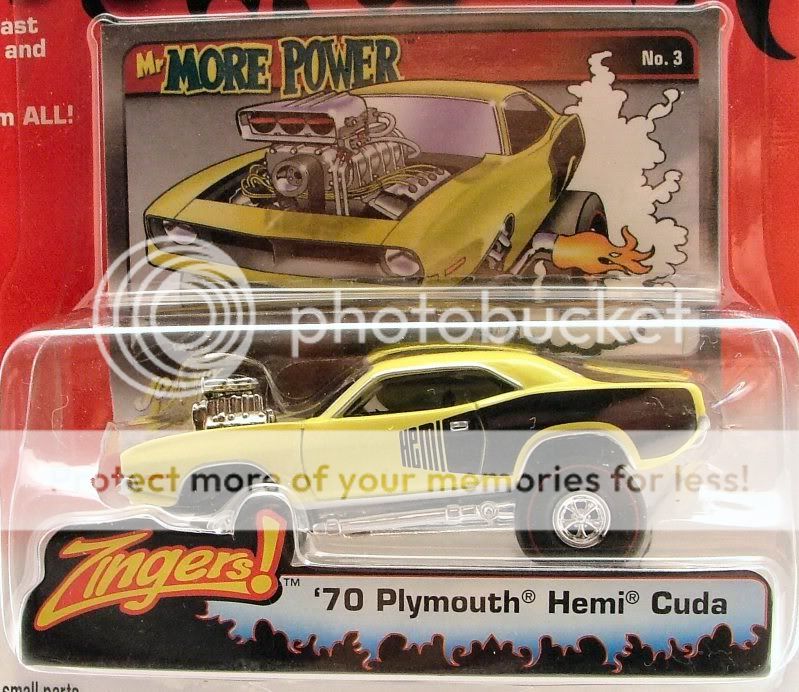 ast
and
m ALL!
Mr MORE POWER™
No. 3
photobucket
HEMI
Protect more of your memories for less!
Zingers!™
'70 Plymouth® Hemi® Cuda
small parts